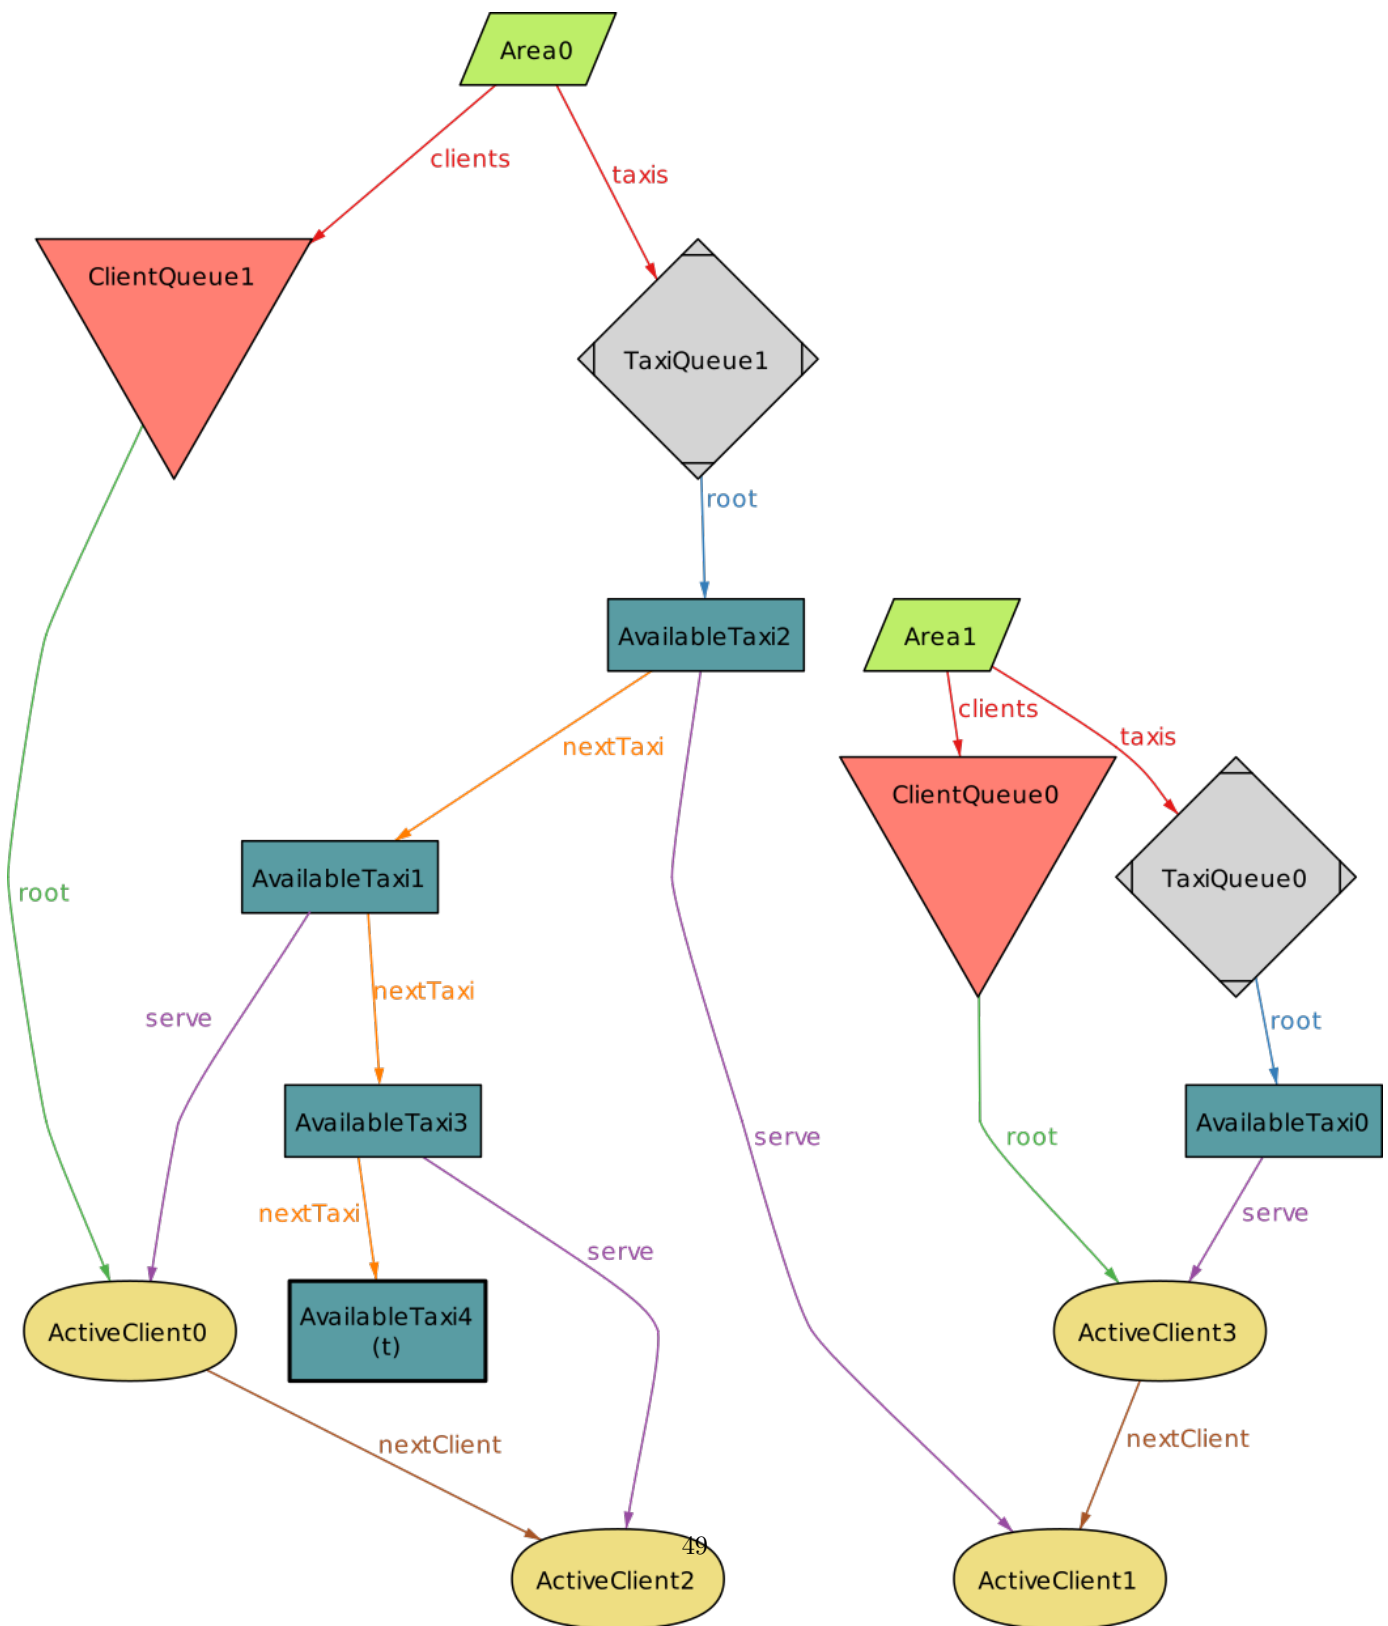 Area0
clients
taxis
ClientQueue1
TaxiQueue1
root
AvailableTaxi2
Area1
clients
taxis
nextTaxi
ClientQueue0
AvailableTaxi1
TaxiQueue0
root
nextTaxi
serve
root
AvailableTaxi3
AvailableTaxi0
serve
root
nextTaxi
serve
serve
AvailableTaxi4
(t)
ActiveClient0
ActiveClient3
nextClient
nextClient
49
ActiveClient2
ActiveClient1